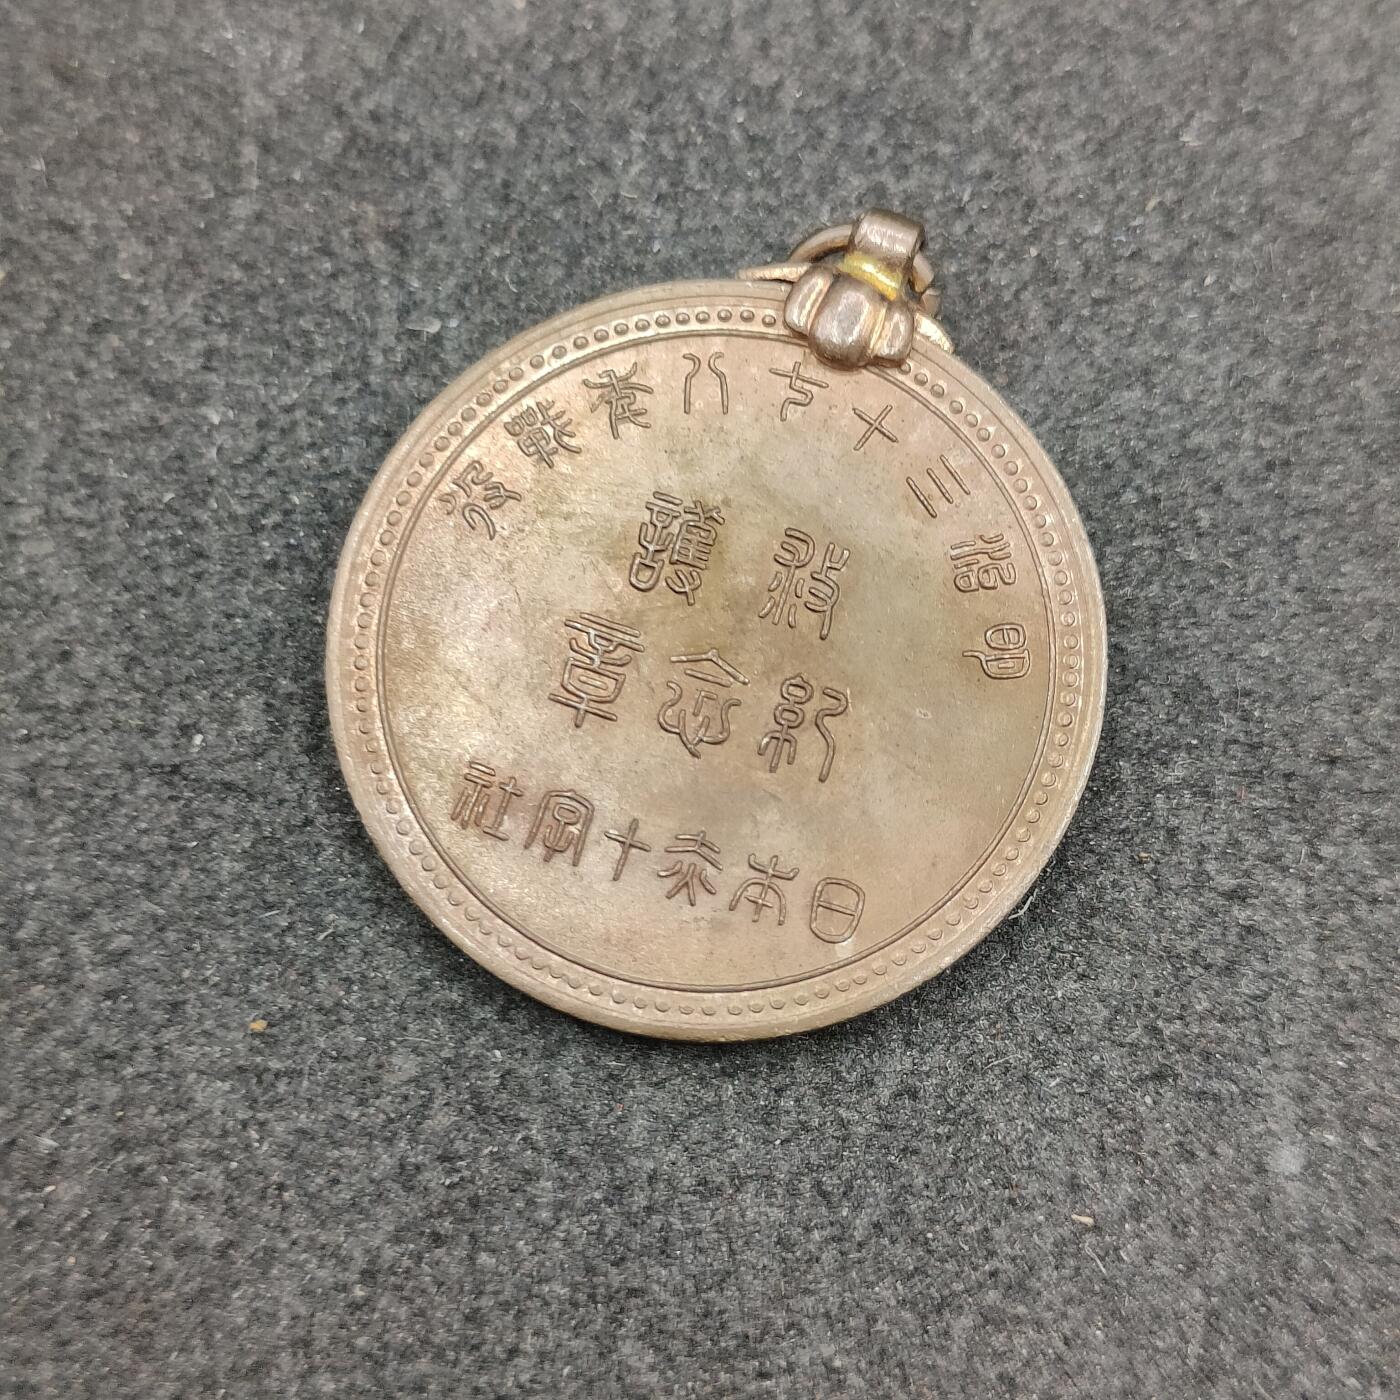 明治三十七八年戰役
救護
紀念章
日本赤十字社